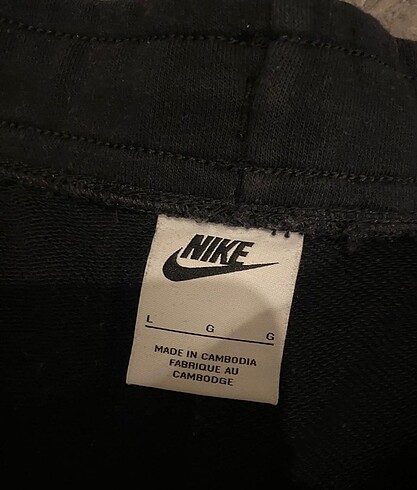 NIKE
L G G
MADE IN CAMBODIA
FABRIQUE AU
CAMBODGE